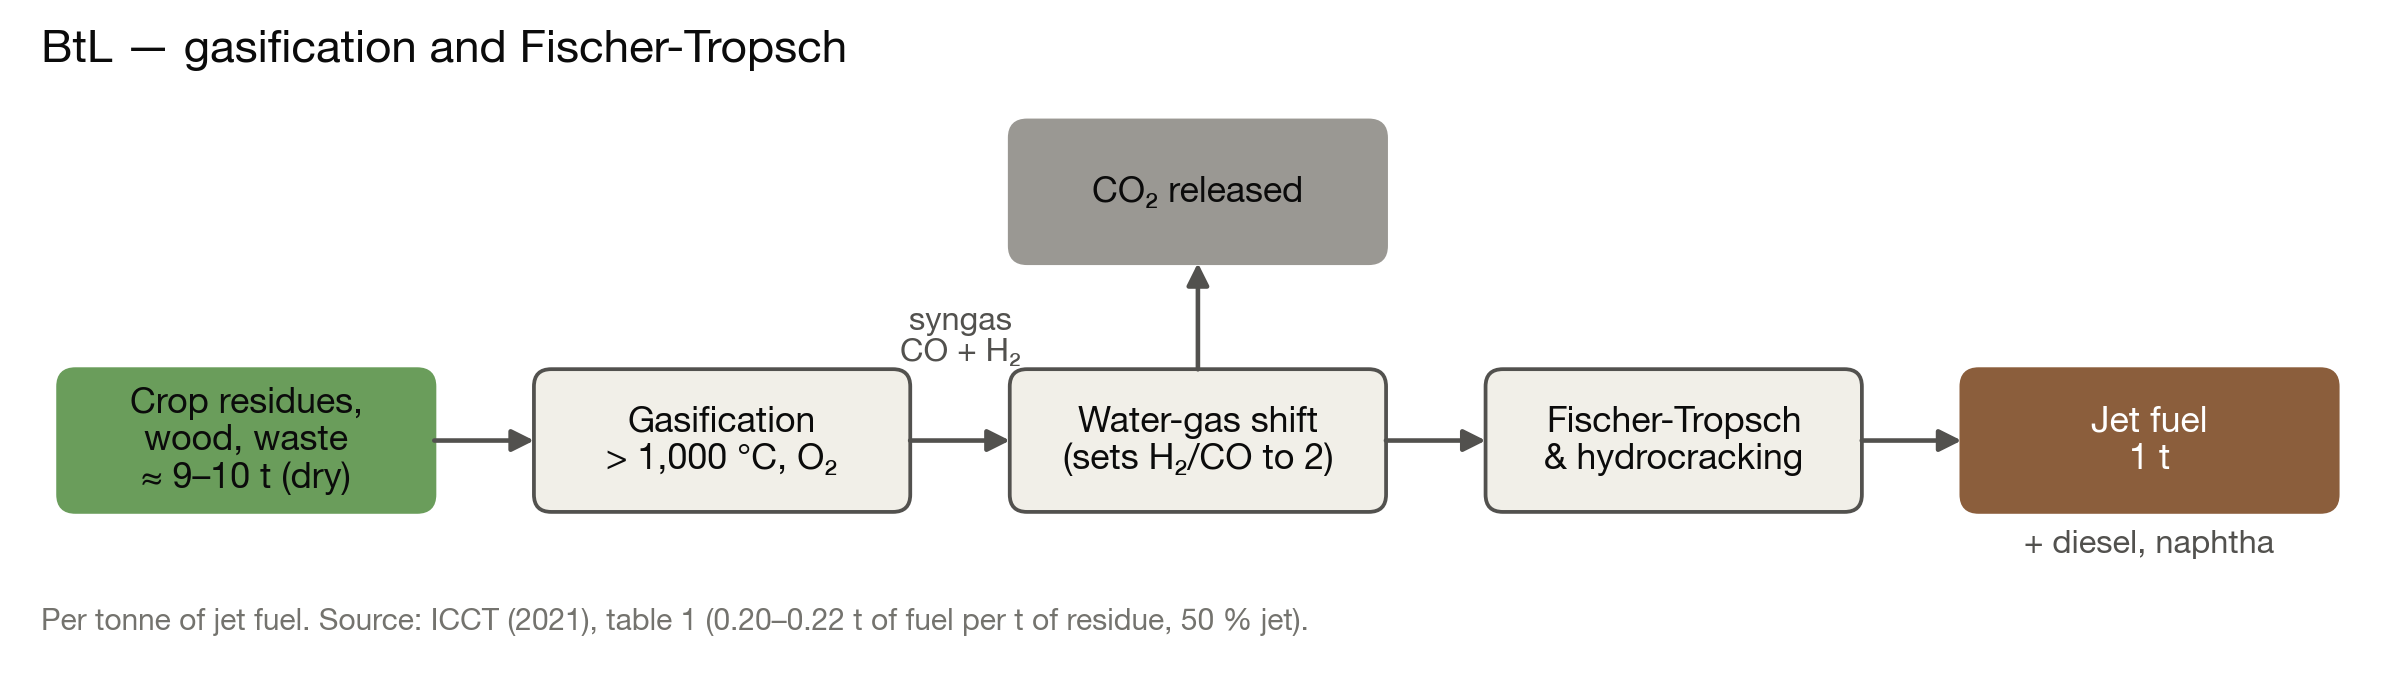 BtL — gasification and Fischer-Tropsch
CO₂ released
syngas
CO + H₂
Crop residues,
wood, waste
≈ 9–10 t (dry)
Gasification
> 1,000 °C, O₂
Water-gas shift
(sets H₂/CO to 2)
Fischer-Tropsch
& hydrocracking
Jet fuel
1 t
+ diesel, naphtha
Per tonne of jet fuel. Source: ICCT (2021), table 1 (0.20–0.22 t of fuel per t of residue, 50 % jet).